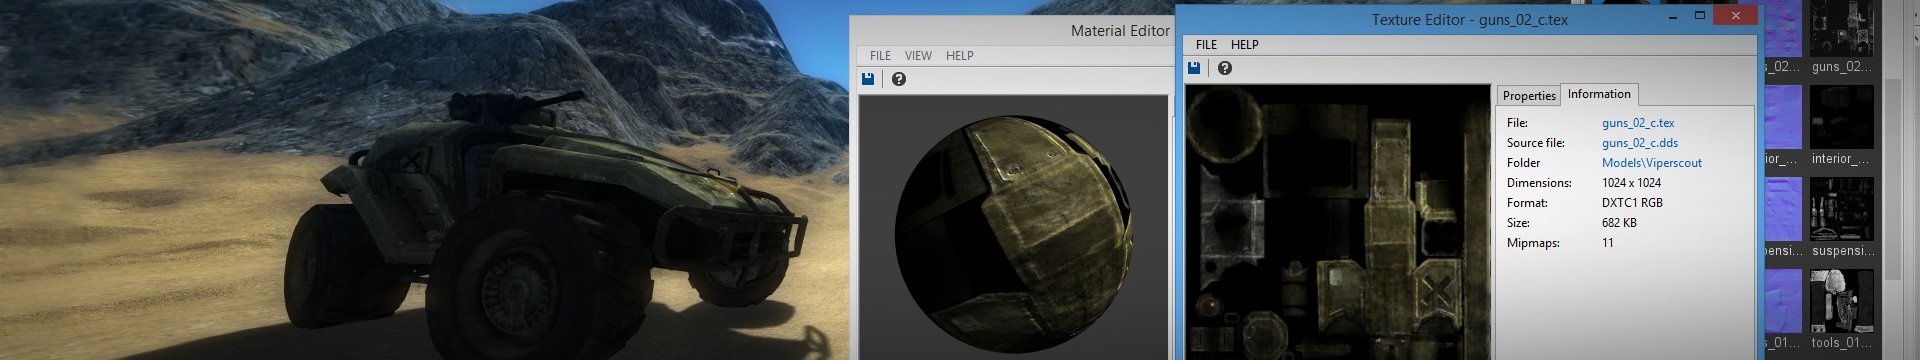 Material Editor
FILE VIEW HELP
Texture Editor - guns_02_c.tex
FILE HELP
Properties Information
File: guns_02_c.tex
Source file: guns_02_c.dds
Folder Models\Viperscout
Dimensions: 1024 x 1024
Format: DXTC1 RGB
Size: 682 KB
Mipmaps: 11
s_02... guns_02...
ior_... interior_...
pensi... suspensi...
s_01... tools_01...